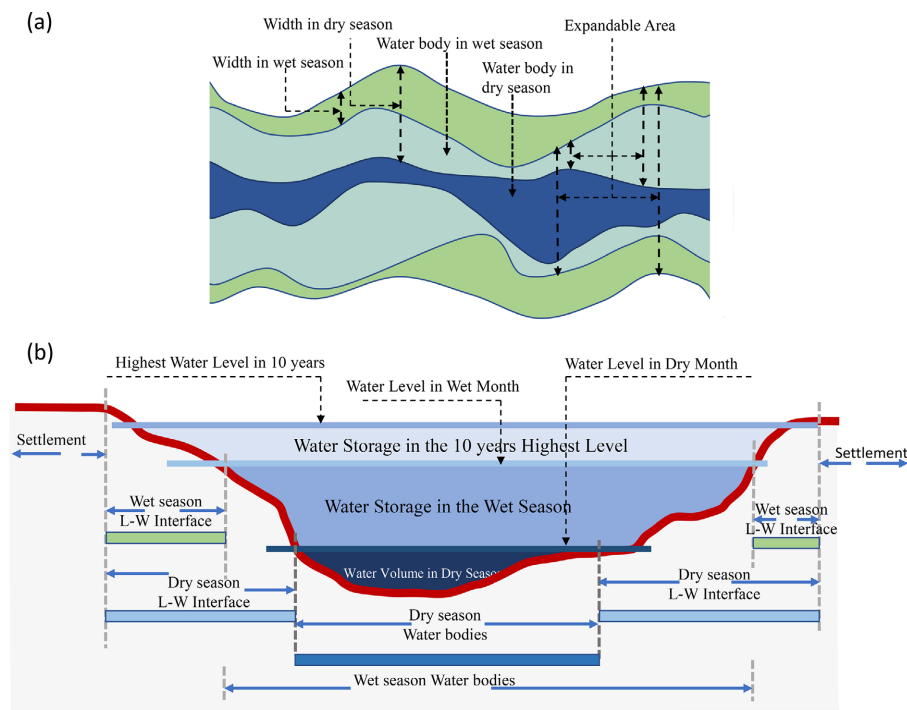 (a)
Width in dry season
Expandable Area
Water body in wet season
Width in wet season
Water body in
dry season
(b)
Highest Water Level in 10 years
Water Level in Dry Month
Water Level in Wet Month
Settlement
Water Storage in the 10 years Highest Level
Settlement
Wet season
L-W Interface
Water Storage in the Wet Season
Wet season
L-W Interface
Water Volume in Dry Seaso
Dry season
L-W Interface
Dry season
L-W Interface
Dry season
Water bodies
Wet season Water bodies